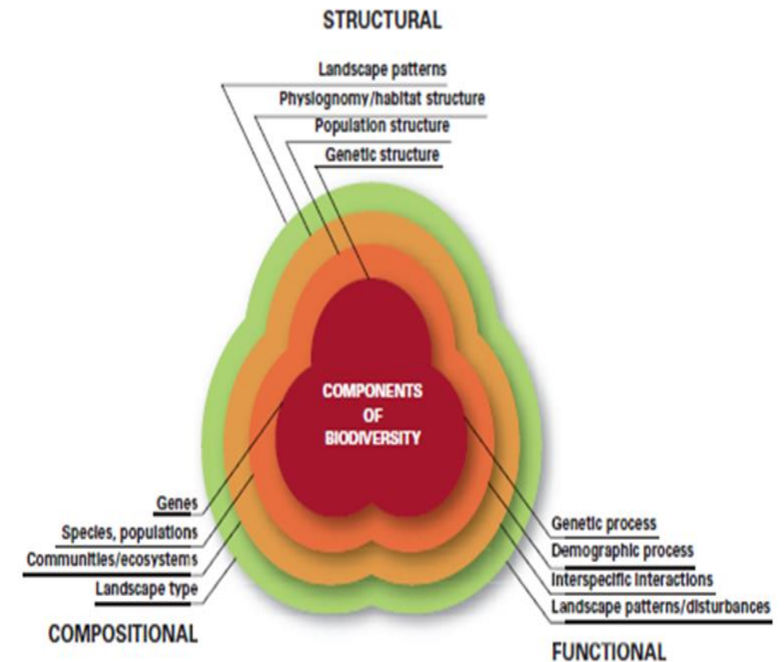 STRUCTURAL
Landscape patterns
Physiognomy/habitat structure
Population structure
Genetic structure
COMPONENTS
OF
BIODIVERSITY
Genes
Species, populations
Communities/ecosystems
Landscape type
COMPOSITIONAL
Genetic process
Demographic process
Interspecific interactions
Landscape patterns/disturbances
FUNCTIONAL